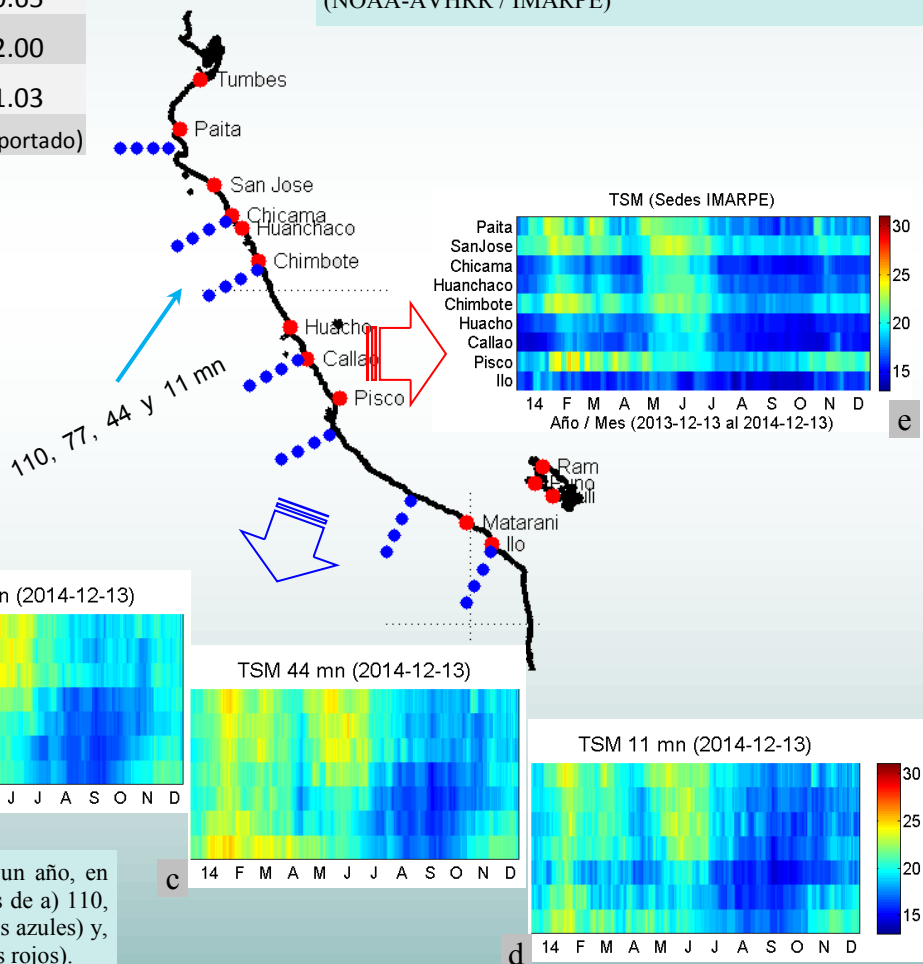 2.00
1.03
portado)
(NOAA-AVHRR / IMARPE)
Tumbes
Paita
San Jose
Chicama
Huanchaco
Chimbote
Huacho
Callao
Pisco
110, 77, 44 y 11 mn
Matarani
Ilo
Ram
TSM (Sedes IMARPE)
Paita
SanJose
Chicama
Huanchaco
Chimbote
Huacho
Callao
Pisco
Ilo
30
25
20
15
14 F M A M J J A S O N D
Año / Mes (2013-12-13 al 2014-12-13)
e
n (2014-12-13)
J J A S O N D
TSM 44 mn (2014-12-13)
14 F M A M J J A S O N D
c
TSM 11 mn (2014-12-13)
30
25
20
15
14 F M A M J J A S O N D
d
un año, en
s de a) 110,
s azules) y,
s rojos).